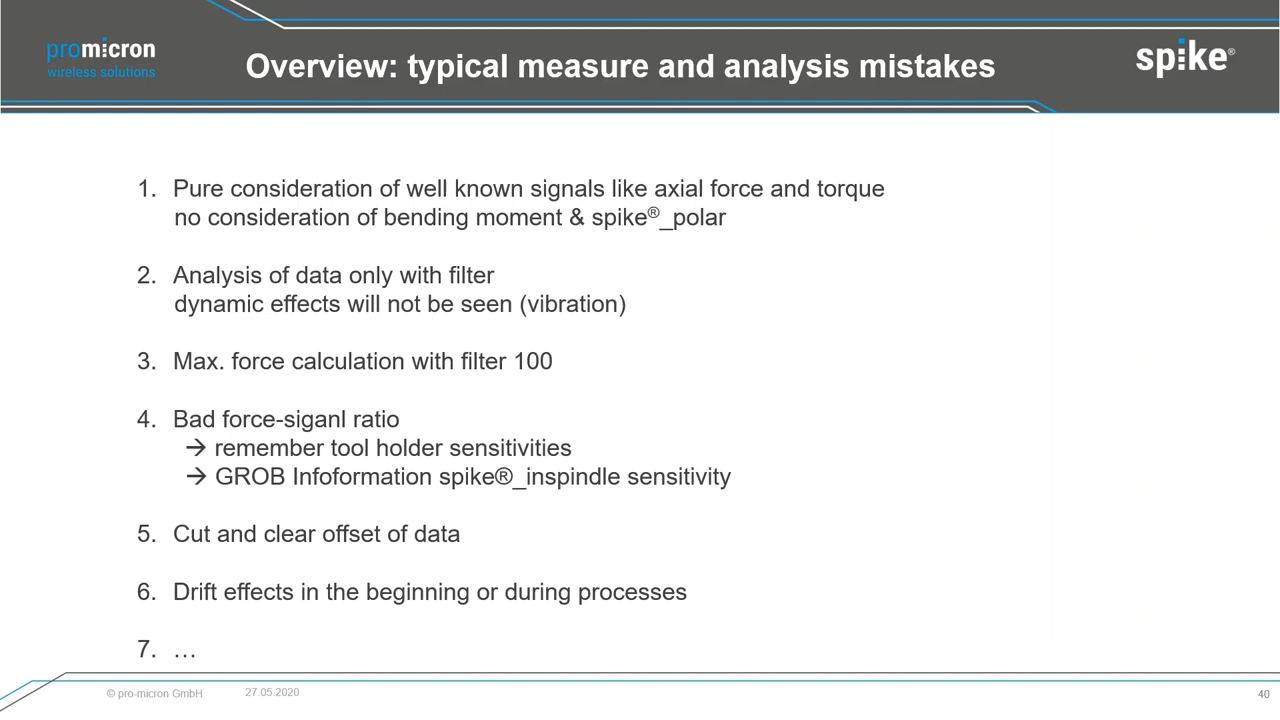 promicron
wireless solutions
Overview: typical measure and analysis mistakes
spike®
1. Pure consideration of well known signals like axial force and torque
no consideration of bending moment & spike®_polar
2. Analysis of data only with filter
dynamic effects will not be seen (vibration)
3. Max. force calculation with filter 100
4. Bad force-siganl ratio
→ remember tool holder sensitivities
→ GROB Infoformation spike®_inspindle sensitivity
5. Cut and clear offset of data
6. Drift effects in the beginning or during processes
7. …
© pro-micron GmbH
27.05.2020
40